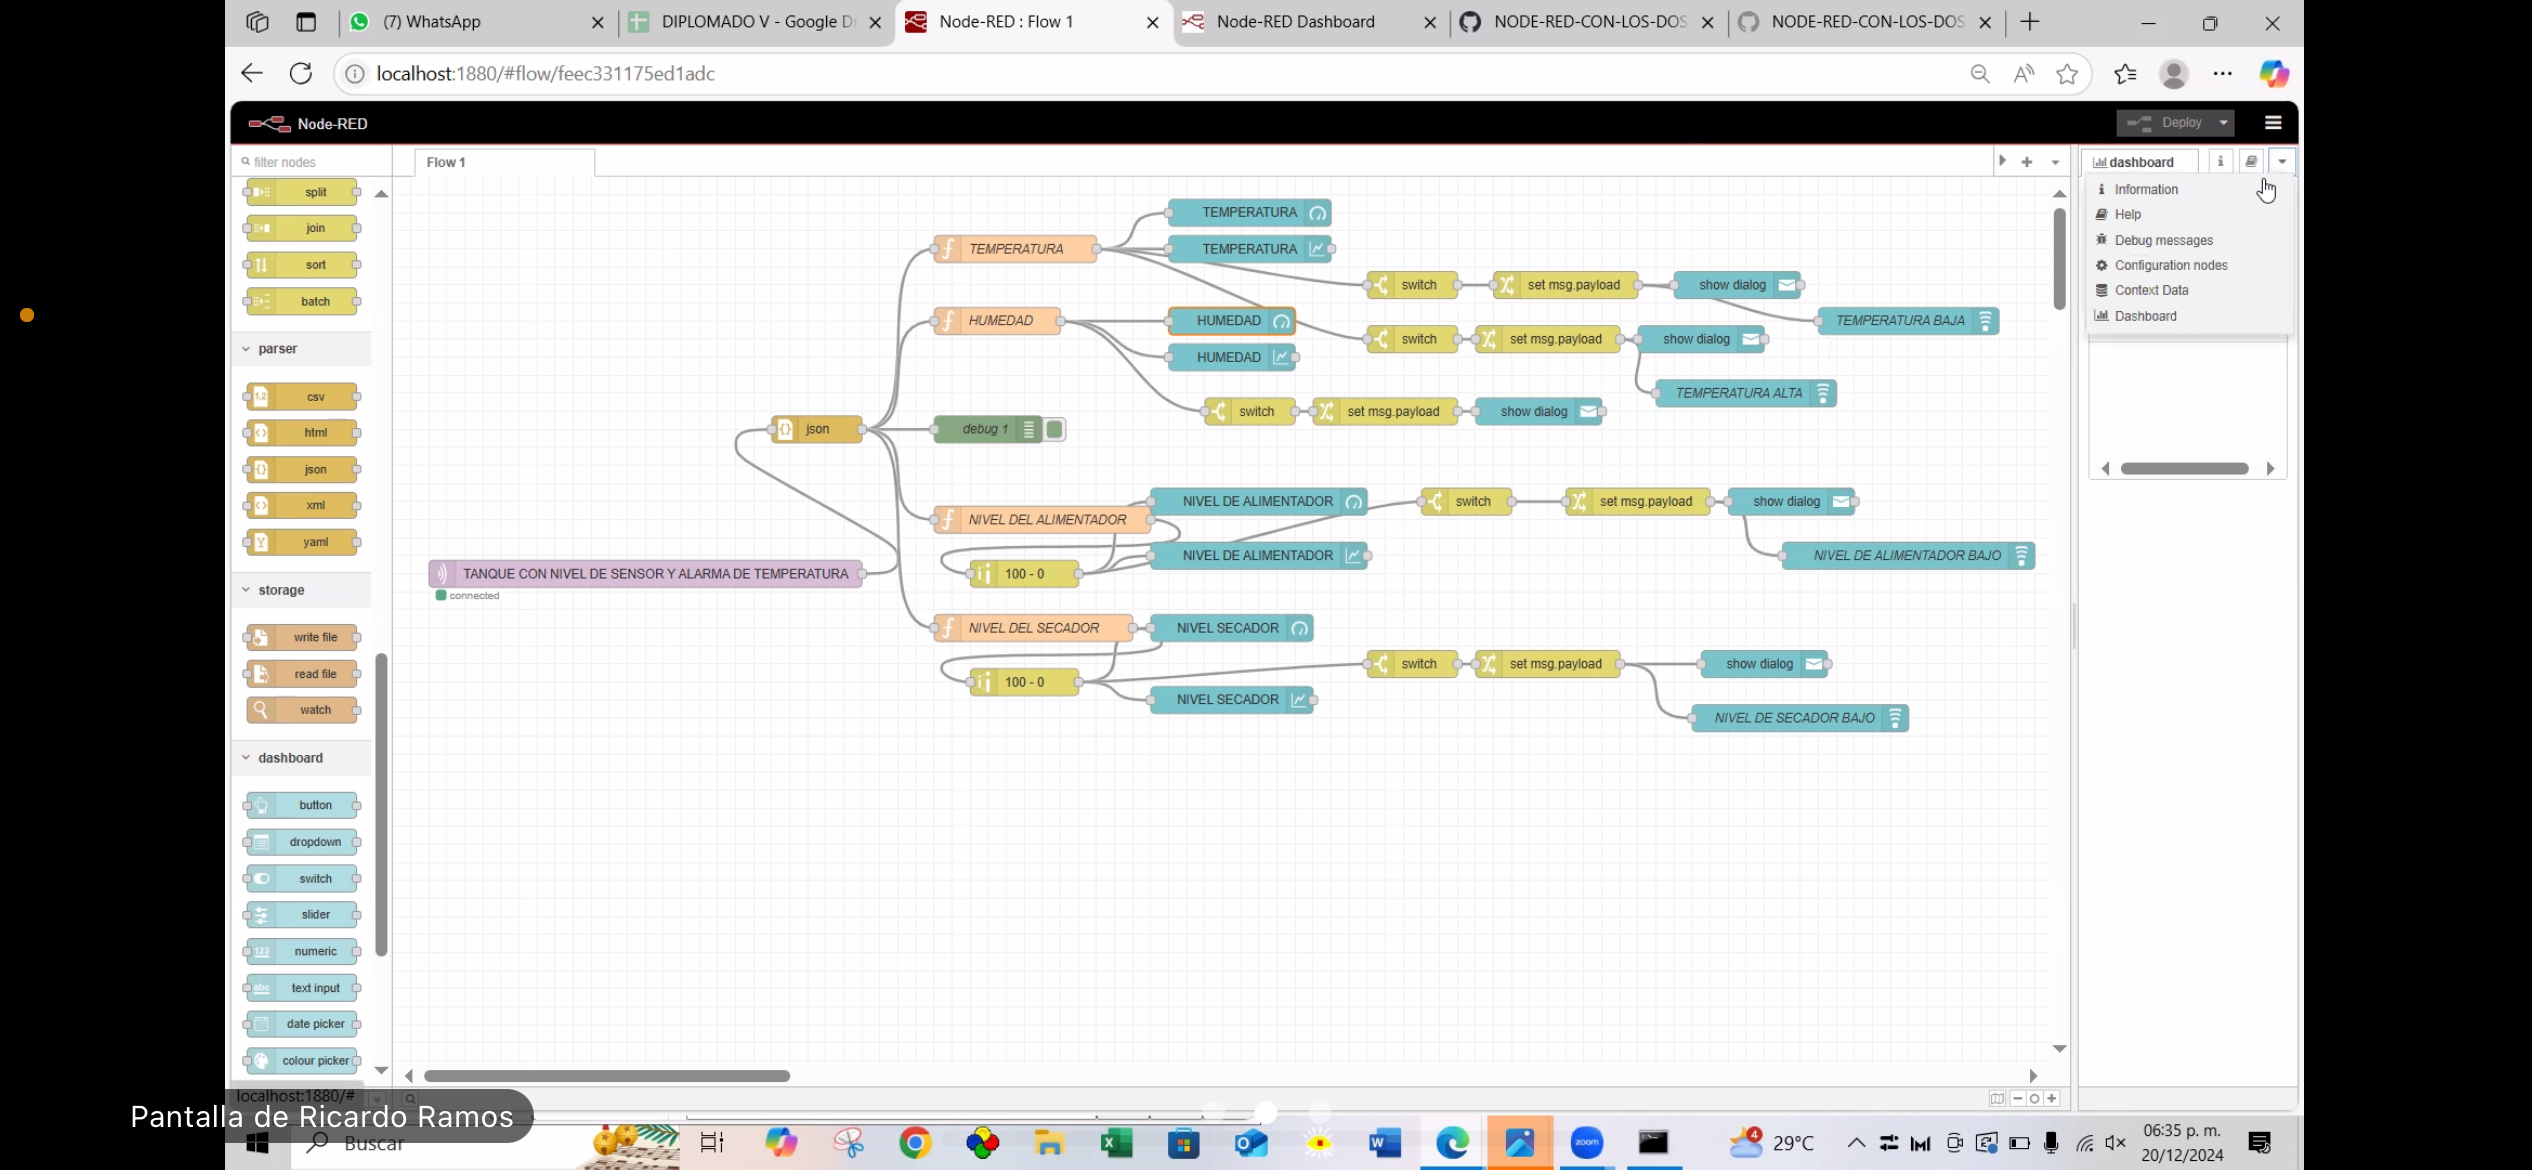 (7) WhatsApp
DIPLOMADO V - Google Dr
Node-RED : Flow 1
Node-RED Dashboard
NODE-RED-CON-LOS-DOS
NODE-RED-CON-LOS-DOS
localhost:1880/#flow/feec331175ed1adc
Node-RED
Deploy
filter nodes
Flow 1
dashboard
Information
Help
Debug messages
Configuration nodes
Context Data
Dashboard
split
join
sort
batch
parser
csv
html
json
xml
yaml
storage
write file
read file
watch
dashboard
button
dropdown
switch
slider
numeric
text input
date picker
colour picker
TEMPERATURA
TEMPERATURA
TEMPERATURA
switch
set msg.payload
show dialog
HUMEDAD
HUMEDAD
TEMPERATURA BAJA
switch
set msg.payload
show dialog
HUMEDAD
TEMPERATURA ALTA
switch
set msg.payload
show dialog
json
debug 1
NIVEL DE ALIMENTADOR
switch
set msg.payload
show dialog
NIVEL DEL ALIMENTADOR
NIVEL DE ALIMENTADOR
NIVEL DE ALIMENTADOR BAJO
TANQUE CON NIVEL DE SENSOR Y ALARMA DE TEMPERATURA
100 - 0
connected
NIVEL DEL SECADOR
NIVEL SECADOR
switch
set msg.payload
show dialog
100 - 0
NIVEL SECADOR
NIVEL DE SECADOR BAJO
localhost:1880/#
Pantalla de Ricardo Ramos
Buscar
zoom
4
29°C
06:35 p. m.
20/12/2024